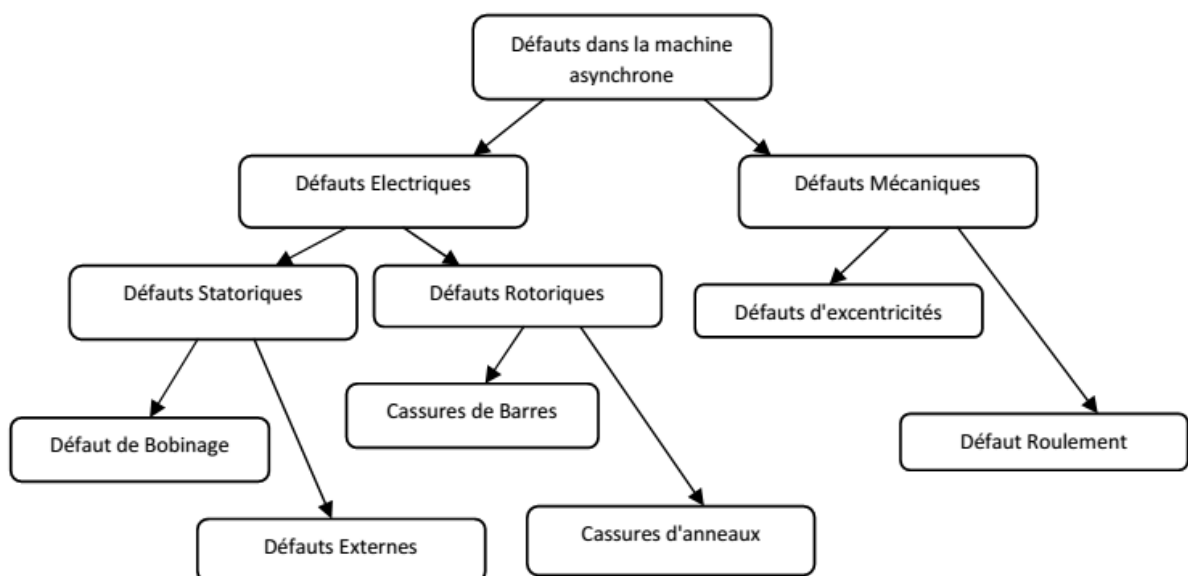 Défauts dans la machine
asynchrone
Défauts Electriques
Défauts Mécaniques
Défauts Statoriques
Défauts Rotoriques
Défauts d'excentricités
Cassures de Barres
Défaut de Bobinage
Défaut Roulement
Cassures d'anneaux
Défauts Externes